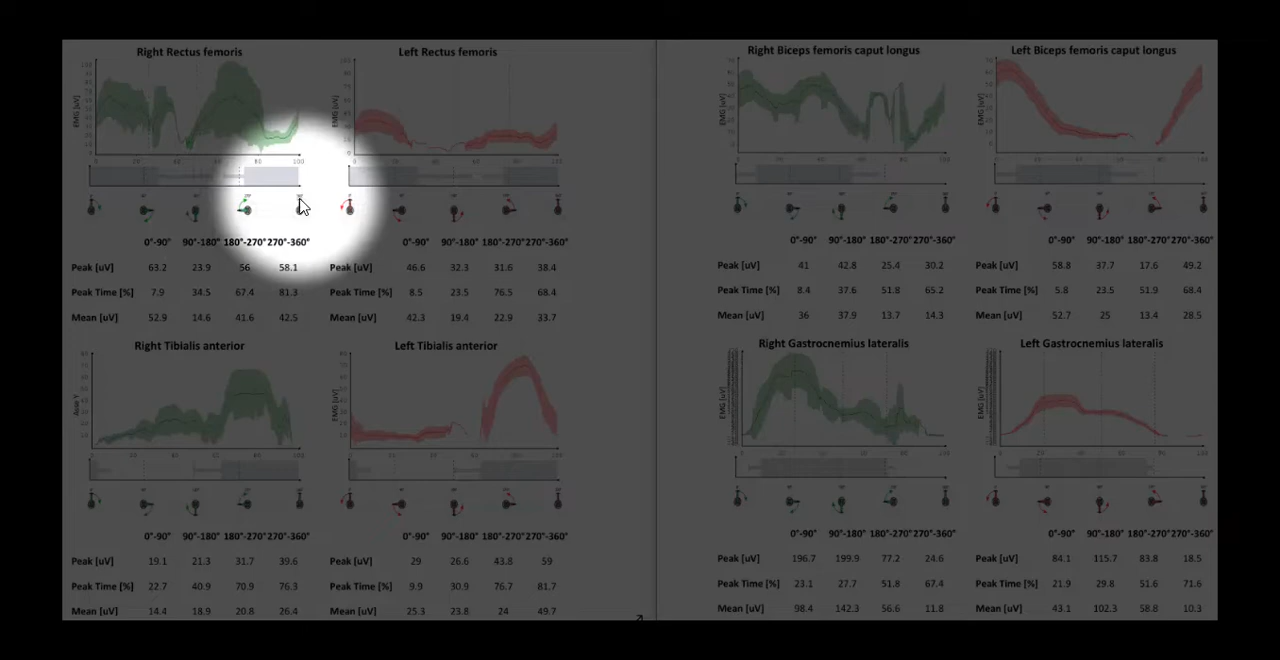 Right Rectus femoris
Left Rectus femoris
Right Biceps femoris caput longus
Left Biceps femoris caput longus
EMG [uV]
EMG [uV]
EMG [uV]
EMG [uV]
0°-90° 90°-180° 180°-270° 270°-360°
Peak [uV] 63.2 23.9 56 58.1
Peak Time [%] 7.9 34.5 67.4 81.3
Mean [uV] 52.9 14.6 41.6 42.5
0°-90° 90°-180° 180°-270° 270°-360°
Peak [uV] 46.6 32.3 31.6 38.4
Peak Time [%] 8.5 23.5 76.5 68.4
Mean [uV] 42.3 19.4 22.9 33.7
0°-90° 90°-180° 180°-270° 270°-360°
Peak [uV] 41 42.8 25.4 30.2
Peak Time [%] 8.4 37.6 51.8 65.2
Mean [uV] 36 37.9 13.7 14.3
0°-90° 90°-180° 180°-270° 270°-360°
Peak [uV] 58.8 37.7 17.6 49.2
Peak Time [%] 5.8 23.5 51.9 68.4
Mean [uV] 52.7 25 13.4 28.5
Right Tibialis anterior
Left Tibialis anterior
Right Gastrocnemius lateralis
Left Gastrocnemius lateralis
EMG [uV]
EMG [uV]
EMG [uV]
0°-90° 90°-180° 180°-270° 270°-360°
Peak [uV] 19.1 21.3 31.7 39.6
Peak Time [%] 22.7 40.9 70.9 76.3
Mean [uV] 14.4 18.9 20.8 26.4
0°-90° 90°-180° 180°-270° 270°-360°
Peak [uV] 29 26.6 43.8 59
Peak Time [%] 9.9 30.9 76.7 81.7
Mean [uV] 25.3 23.8 24 49.7
0°-90° 90°-180° 180°-270° 270°-360°
Peak [uV] 196.7 199.9 77.2 24.6
Peak Time [%] 23.1 27.7 51.8 67.4
Mean [uV] 98.4 142.3 56.6 11.8
0°-90° 90°-180° 180°-270° 270°-360°
Peak [uV] 84.1 115.7 83.8 18.5
Peak Time [%] 21.9 29.8 51.6 71.6
Mean [uV] 43.1 102.3 58.8 10.3